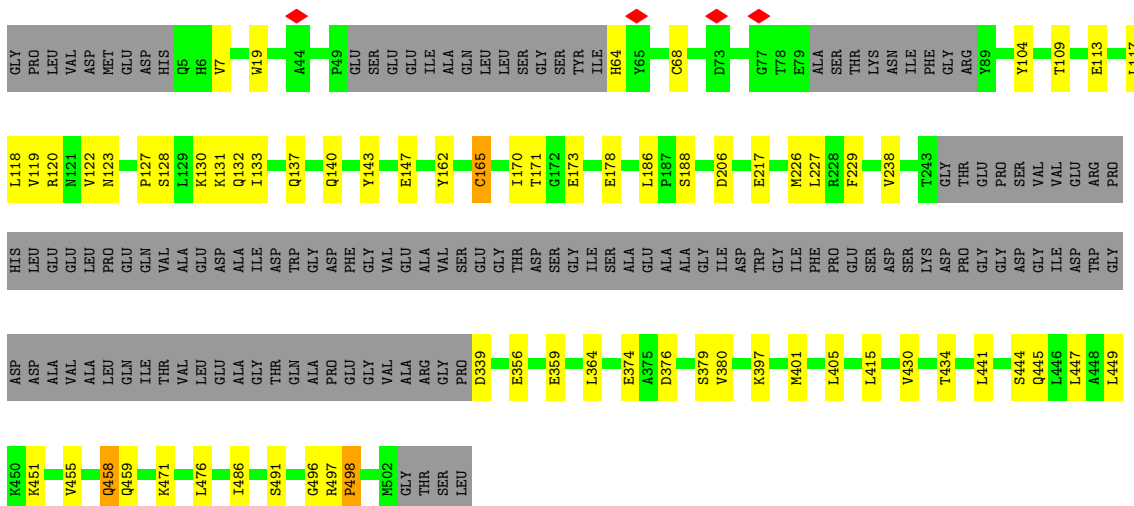 GLY PRO LEU VAL ASP MET GLU ASP HIS Q5 H6 V7 W19 A44 P49 GLU SER GLU GLU ILE ALA GLN LEU LEU SER GLY SER TYR ILE H64 Y65 C68 D73 G77 T78 E79 ALA SER THR LYS ASN ILE PHE GLY ARG Y89 Y104 T109 E113 L117
L118 V119 R120 N121 V122 N123 P127 S128 L129 K130 K131 Q132 I133 Q137 Q140 Y143 E147 Y162 C165 I170 T171 G172 E173 E178 L186 P187 S188 D206 E217 M226 L227 R228 F229 V238 T243 GLY THR GLU PRO SER VAL VAL GLU ARG PRO
HIS LEU GLU GLU LEU PRO GLU GLN VAL ALA GLU ASP ALA ILE ASP TRP GLY ASP PHE GLY VAL GLU ALA VAL SER GLU GLY THR ASP SER GLY ILE SER ALA GLU ALA ALA GLY ILE ASP TRP GLY ILE PHE PRO GLU SER ASP SER LYS ASP PRO GLY GLY ASP GLY ILE ASP TRP GLY
ASP ASP ALA VAL ALA LEU GLN ILE THR VAL LEU GLU ALA GLY THR GLN ALA PRO GLU GLY VAL ALA ARG GLY PRO D339 E356 E359 L364 E374 A375 D376 S379 V380 K397 M401 L405 L415 V430 T434 L441 S444 Q445 L446 L447 A448 L449
K450 K451 V455 Q458 Q459 K471 L476 I486 S491 G496 R497 P498 M502 GLY THR SER LEU